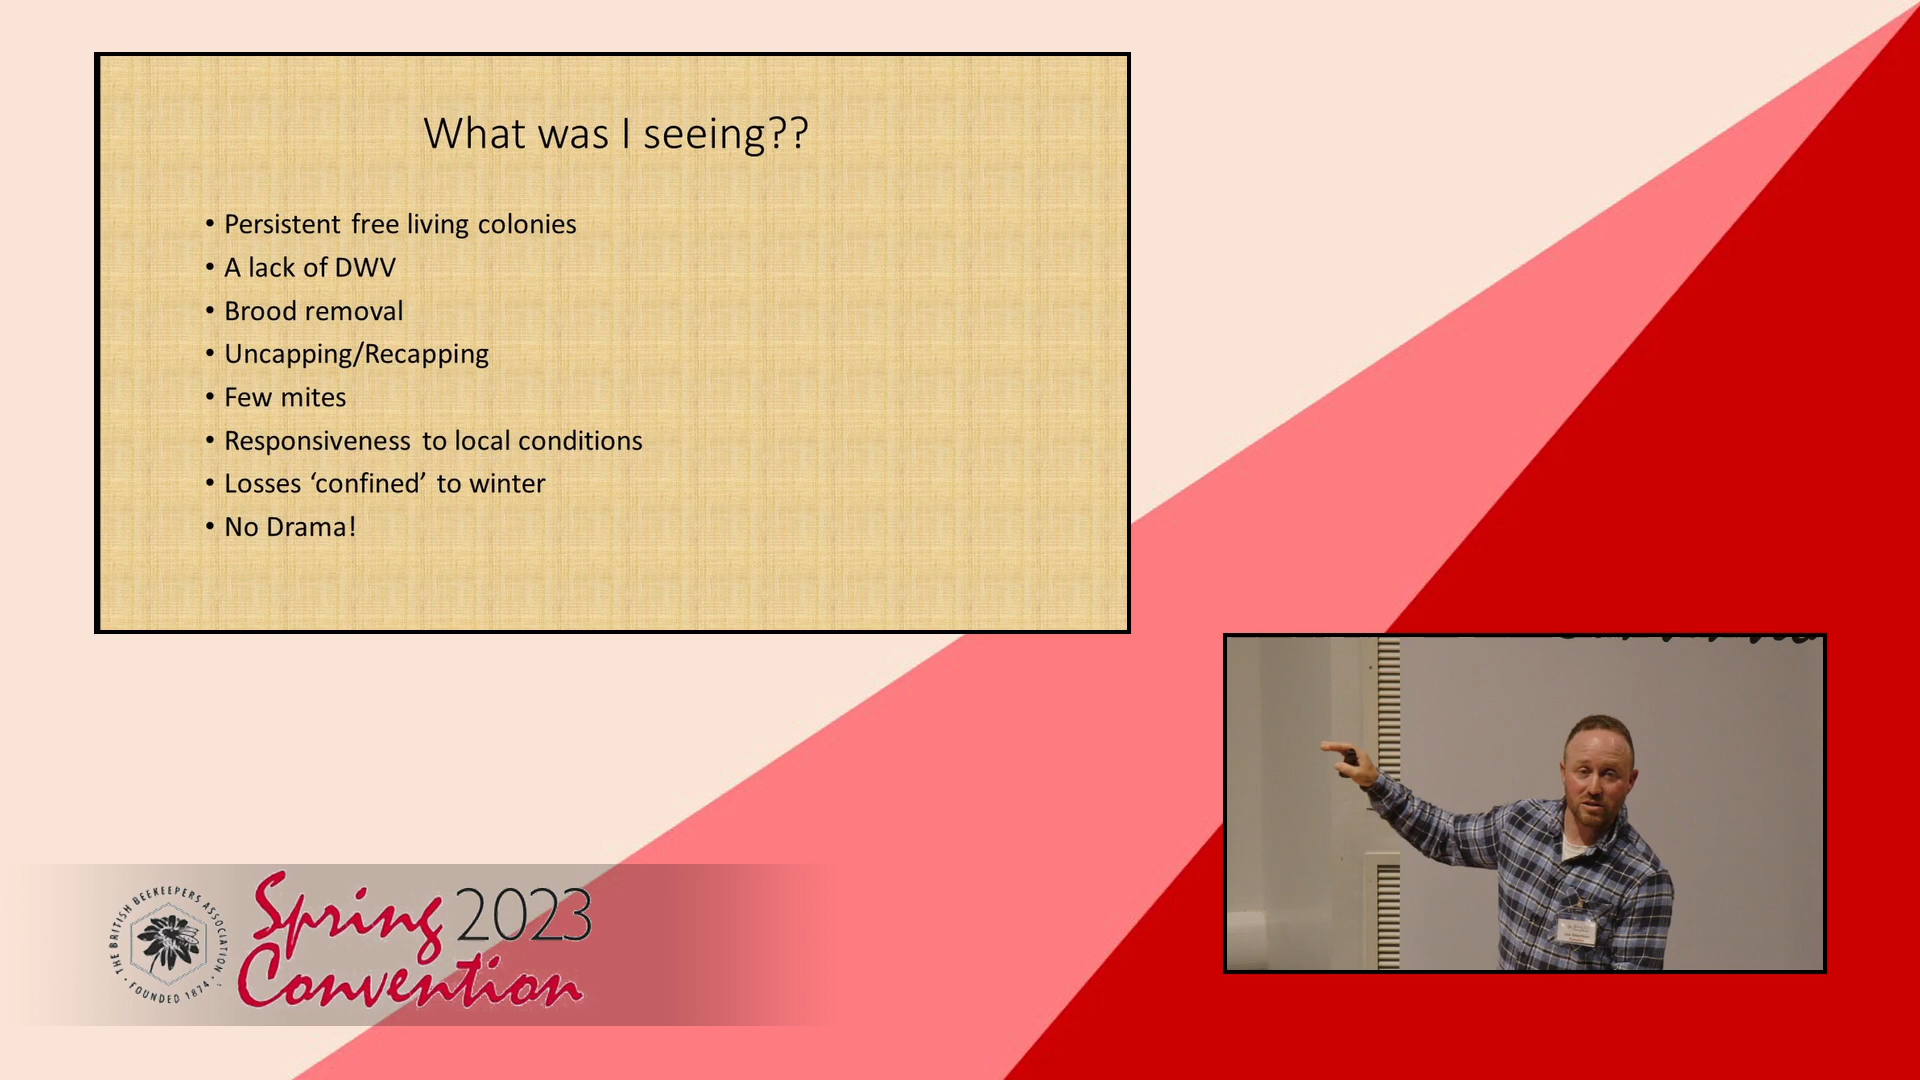 What was I seeing??
• Persistent free living colonies
• A lack of DWV
• Brood removal
• Uncapping/Recapping
• Few mites
• Responsiveness to local conditions
• Losses ‘confined’ to winter
• No Drama!
THE BRITISH BEEKEEPERS ASSOCIATION
• FOUNDED 1874 •
Spring 2023
Convention